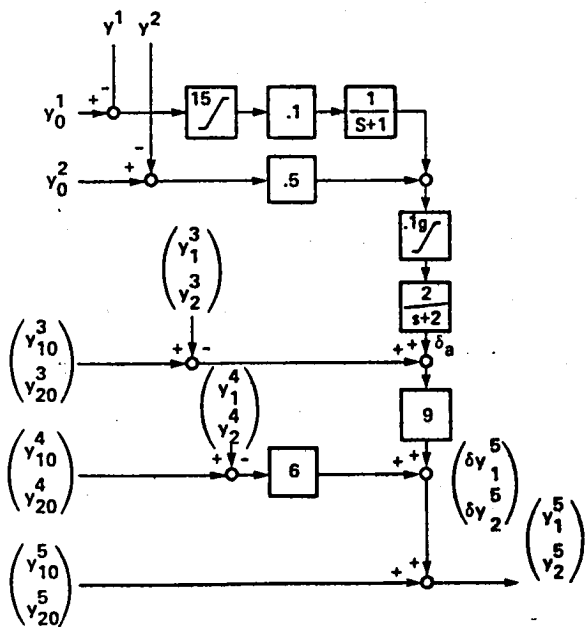 y¹ y²
+ -
y₀¹ 15 .1 1/(S+1)
-
+
y₀² .5
.1g
(y₁³ y₂³)
2/(s+2)
(y₁₀³ y₂₀³) + - + + δₐ
(y₁⁴ y₂⁴)
9
(y₁₀⁴ y₂₀⁴) + - 6 + + (δy₁⁵ δy₂⁵)
(y₁⁵ y₂⁵)
(y₁₀⁵ y₂₀⁵) + +